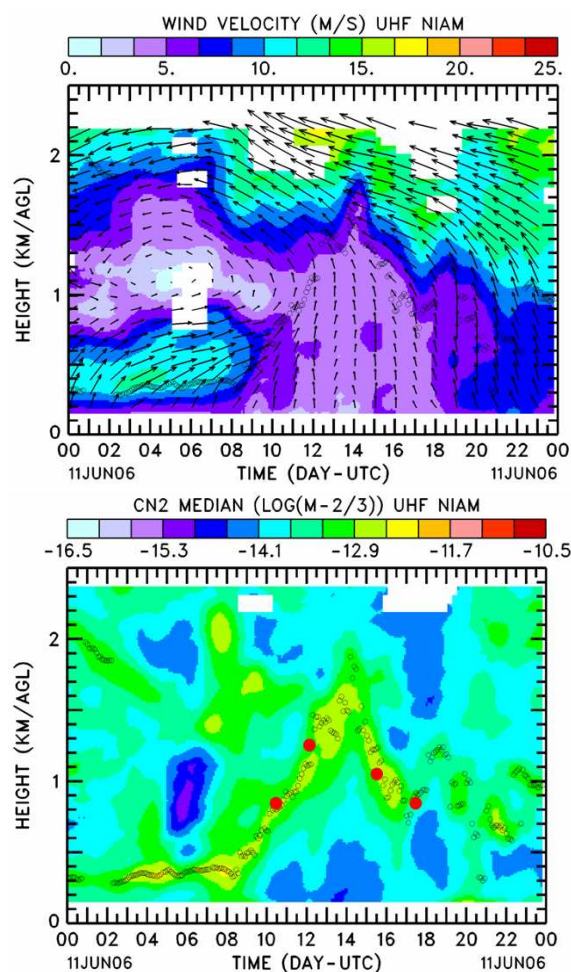 WIND VELOCITY (M/S) UHF NIAM
0. 5. 10. 15. 20. 25.
2
1
0
HEIGHT (KM/AGL)
00 02 04 06 08 10 12 14 16 17 20 22 00
11JUN06 TIME (DAY-UTC) 11JUN06
CN2 MEDIAN (LOG(M-2/3)) UHF NIAM
-16.5 -15.3 -14.1 -12.9 -11.7 -10.5
2
1
0
HEIGHT (KM/AGL)
00 02 04 06 08 10 12 14 16 17 20 22 00
11JUN06 TIME (DAY-UTC) 11JUN06